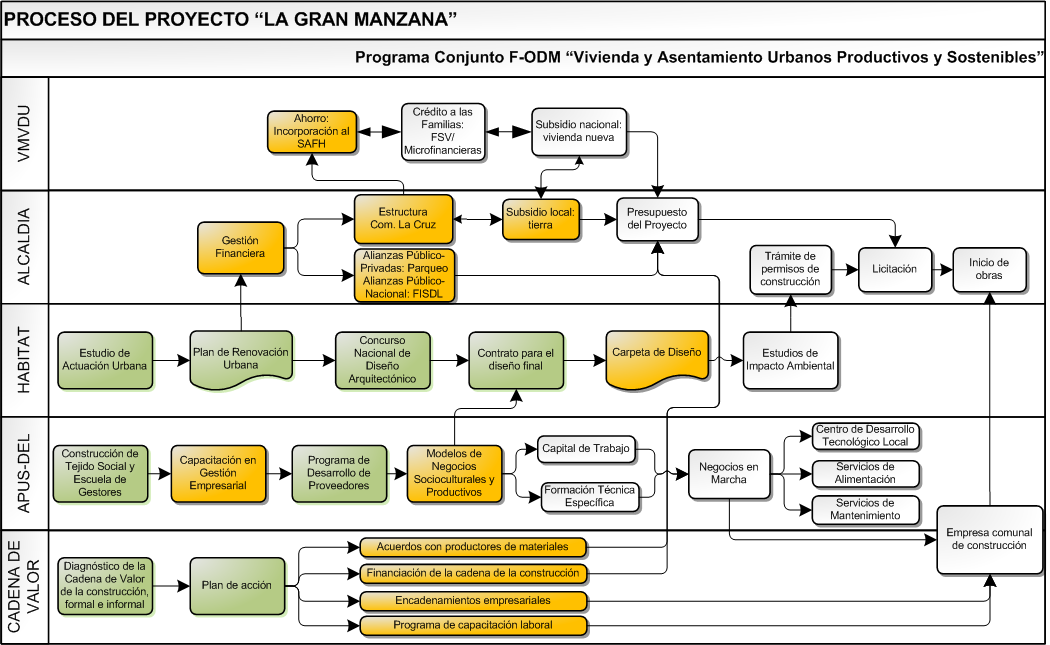 PROCESO DEL PROYECTO “LA GRAN MANZANA”
Programa Conjunto F-ODM “Vivienda y Asentamiento Urbanos Productivos y Sostenibles”
VMVDU
Ahorro:
Incorporación al
SAFH
Crédito a las
Familias:
FSV/
Microfinancieras
Subsidio nacional:
vivienda nueva
ALCALDIA
Gestión
Financiera
Estructura
Com. La Cruz
Alianzas Público-
Privadas: Parqueo
Alianzas Público-
Nacional: FISDL
Subsidio local:
tierra
Presupuesto
del Proyecto
Trámite de
permisos de
construcción
Licitación
Inicio de
obras
HABITAT
Estudio de
Actuación Urbana
Plan de Renovación
Urbana
Concurso
Nacional de
Diseño
Arquitectónico
Contrato para el
diseño final
Carpeta de Diseño
Estudios de
Impacto Ambiental
APUS-DEL
Construcción de
Tejido Social y
Escuela de
Gestores
Capacitación en
Gestión
Empresarial
Programa de
Desarrollo de
Proveedores
Modelos de
Negocios
Socioculturales y
Productivos
Capital de Trabajo
Formación Técnica
Específica
Negocios en
Marcha
Centro de Desarrollo
Tecnológico Local
Servicios de
Alimentación
Servicios de
Mantenimiento
Empresa comunal
de construcción
CADENA DE
VALOR
Diagnóstico de la
Cadena de Valor
de la construcción,
formal e informal
Plan de acción
Acuerdos con productores de materiales
Financiación de la cadena de la construcción
Encadenamientos empresariales
Programa de capacitación laboral